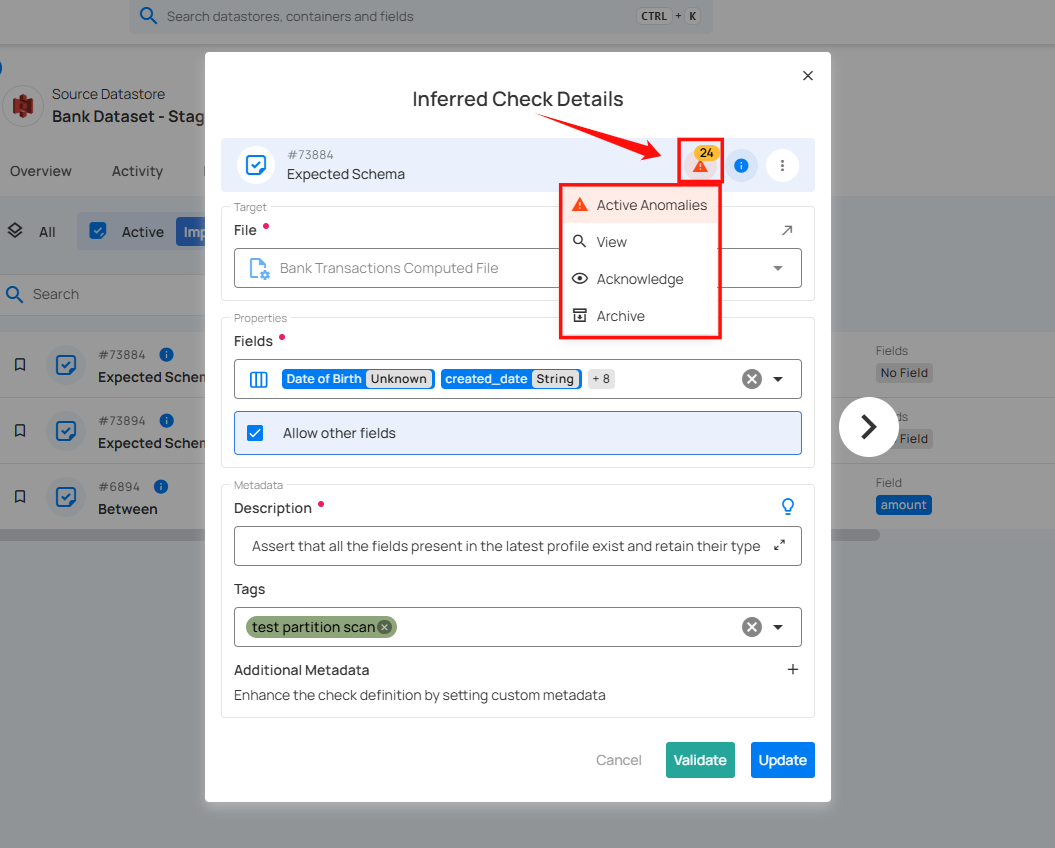 Search datastores, containers and fields
CTRL + K
Source Datastore
Bank Dataset - Stag
Overview
Activity
All
Active
Imp
Search
#73884
Expected Schem
#73894
Expected Schem
#6894
Between
Inferred Check Details
#73884
Expected Schema
24
Active Anomalies
View
Acknowledge
Archive
Target
File
Bank Transactions Computed File
Properties
Fields
Date of Birth Unknown created_date String + 8
Allow other fields
Metadata
Description
Assert that all the fields present in the latest profile exist and retain their type
Tags
test partition scan
Additional Metadata
Enhance the check definition by setting custom metadata
Cancel
Validate
Update
Fields
No Field
ds
Field
Field
amount